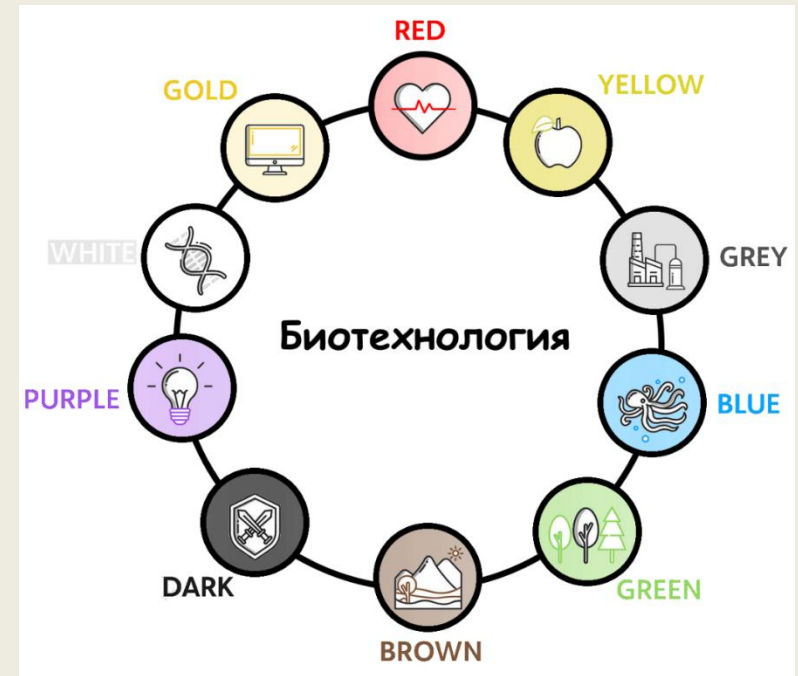 RED
GOLD
YELLOW
WHITE
GREY
Биотехнология
PURPLE
BLUE
DARK
GREEN
BROWN